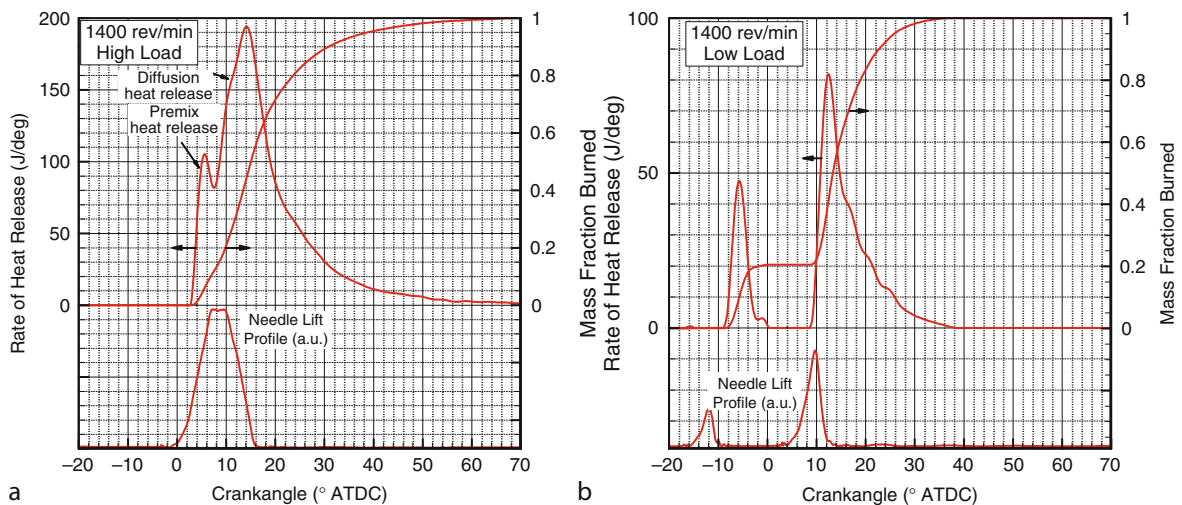 1400 rev/min
High Load
Diffusion
heat release
Premix
heat release
Needle Lift
Profile (a.u.)
Rate of Heat Release (J/deg)
200
150
100
50
0
1
0.8
0.6
0.4
0.2
0
−20
−10
0
10
20
30
40
50
60
70
Crankangle (° ATDC)
a
1400 rev/min
Low Load
Needle Lift
Profile (a.u.)
Mass Fraction Burned
Rate of Heat Release (J/deg)
100
50
0
1
0.8
0.6
0.4
0.2
0
Mass Fraction Burned
−20
−10
0
10
20
30
40
50
60
70
Crankangle (° ATDC)
b